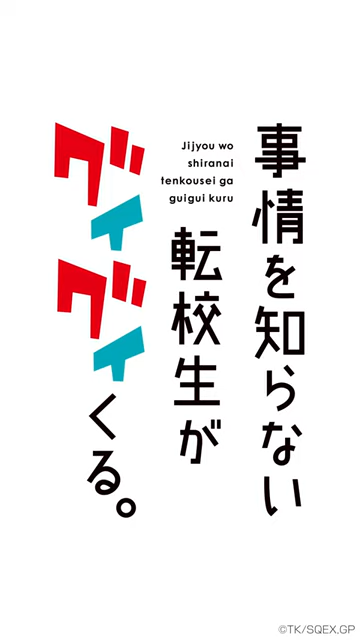 事情を知らない
転校生が
グイグイくる。
Jijyou wo
shiranai
tenkousei ga
guigui kuru
©TK/SQEX,GP